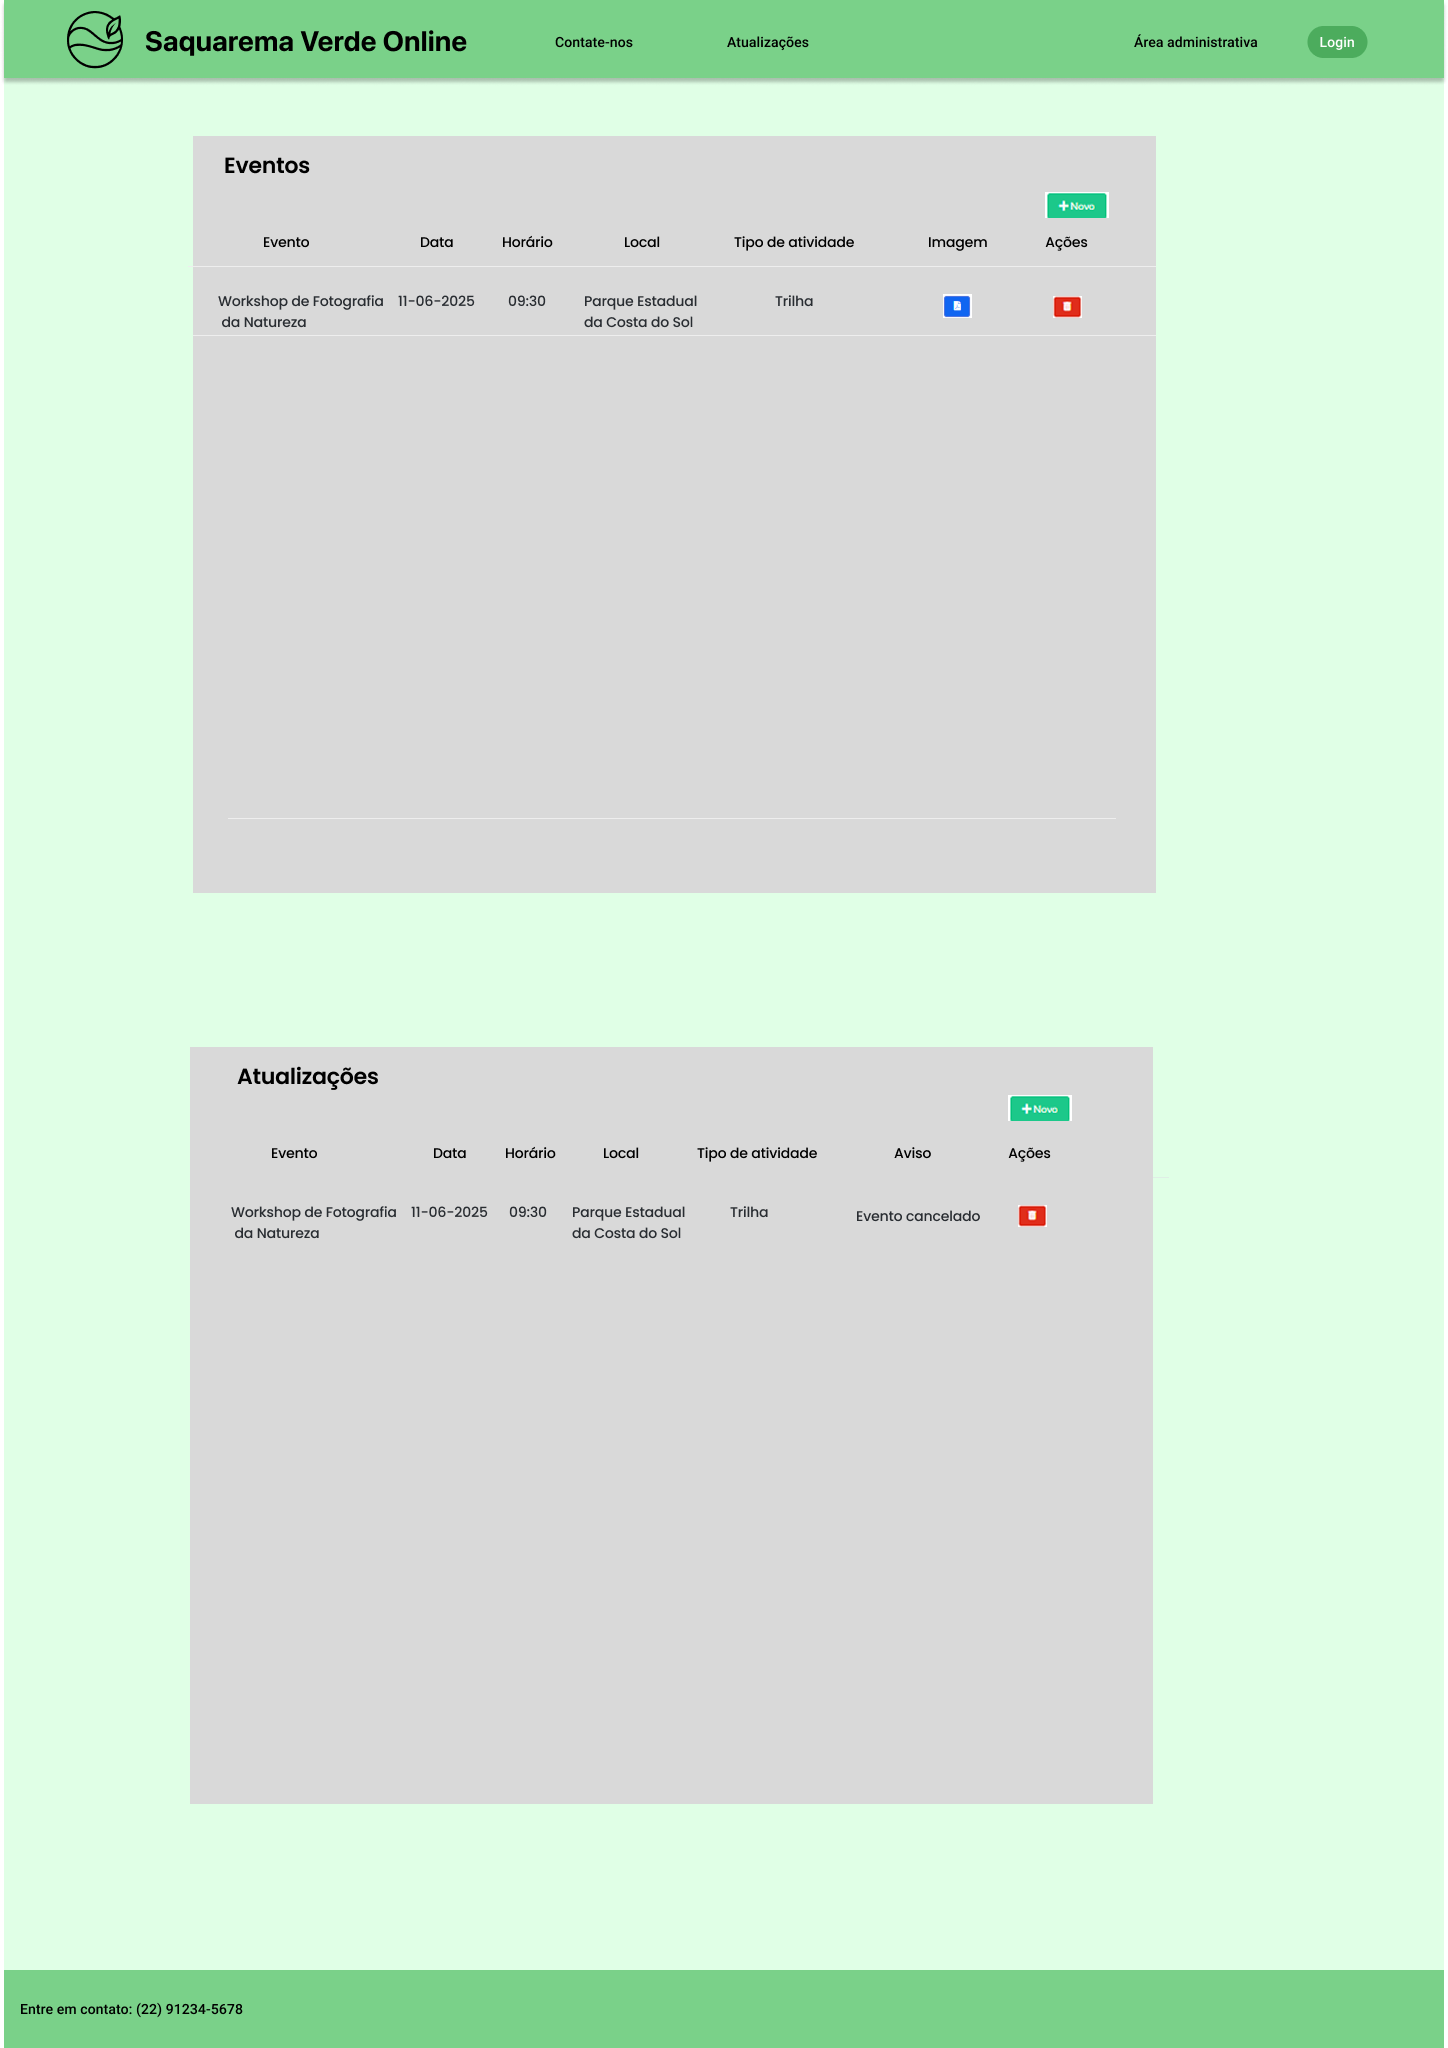 Saquarema Verde Online
Contate-nos
Atualizações
Área administrativa
Login
Eventos
Novo
Evento
Data
Horário
Local
Tipo de atividade
Imagem
Ações
Workshop de Fotografia
da Natureza
11-06-2025
09:30
Parque Estadual
da Costa do Sol
Trilha
Atualizações
Novo
Evento
Data
Horário
Local
Tipo de atividade
Aviso
Ações
Workshop de Fotografia
da Natureza
11-06-2025
09:30
Parque Estadual
da Costa do Sol
Trilha
Evento cancelado
Entre em contato: (22) 91234-5678